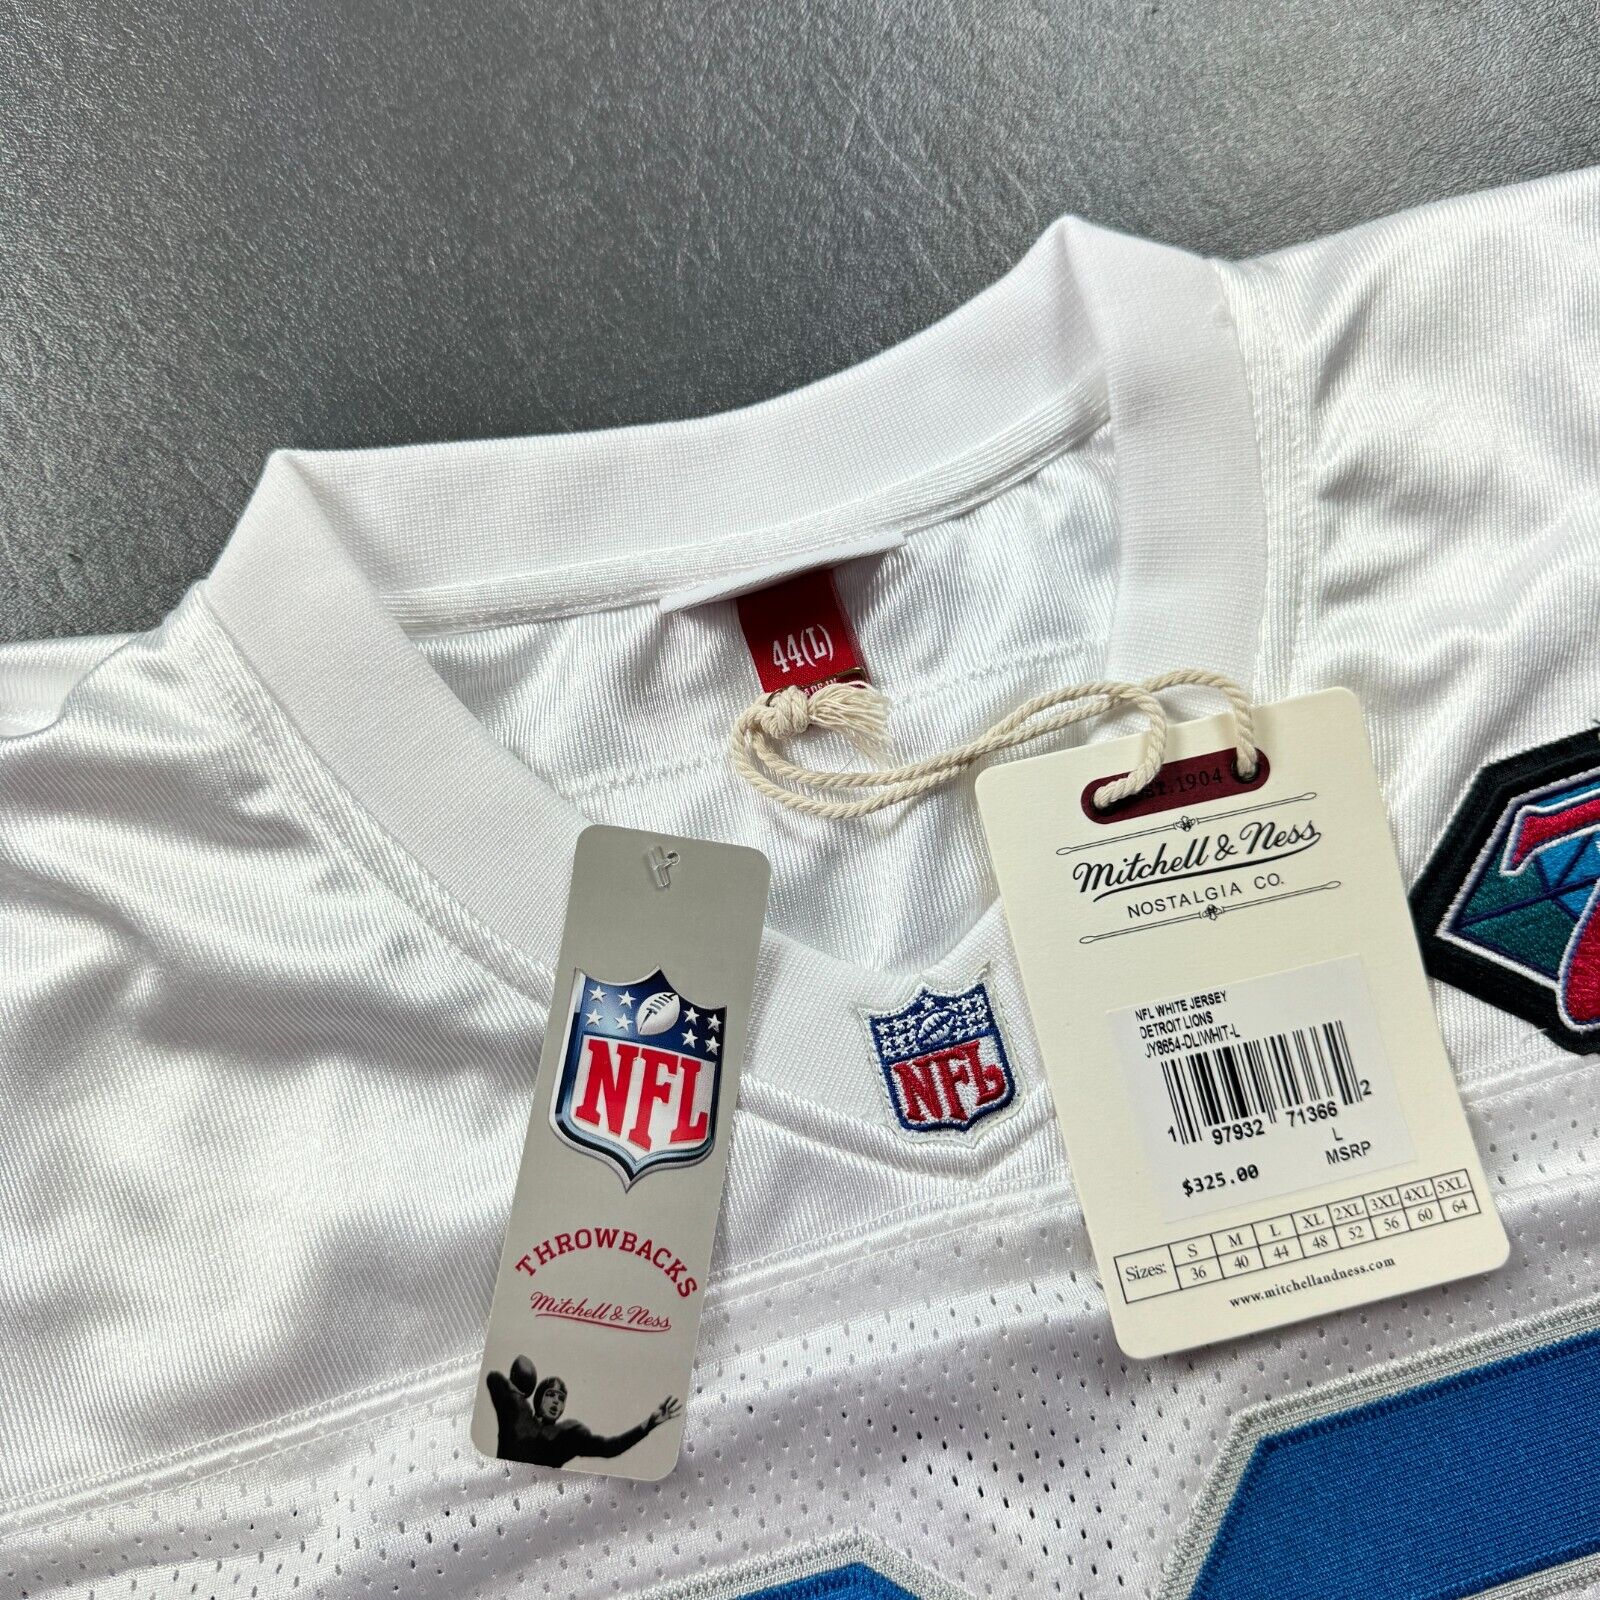 44(L)
EST. 1904
Mitchell & Ness
NOSTALGIA CO.
NFL WHITE JERSEY
DETROIT LIONS
JY8654-DLIWHIT-L
1 97932 71366 2
L
$325.00 MSRP
Sizes: S M L XL 2XL 3XL 4XL 5XL
36 40 44 48 52 56 60 64
www.mitchellandness.com
NFL
THROWBACKS
Mitchell & Ness
NFL
7